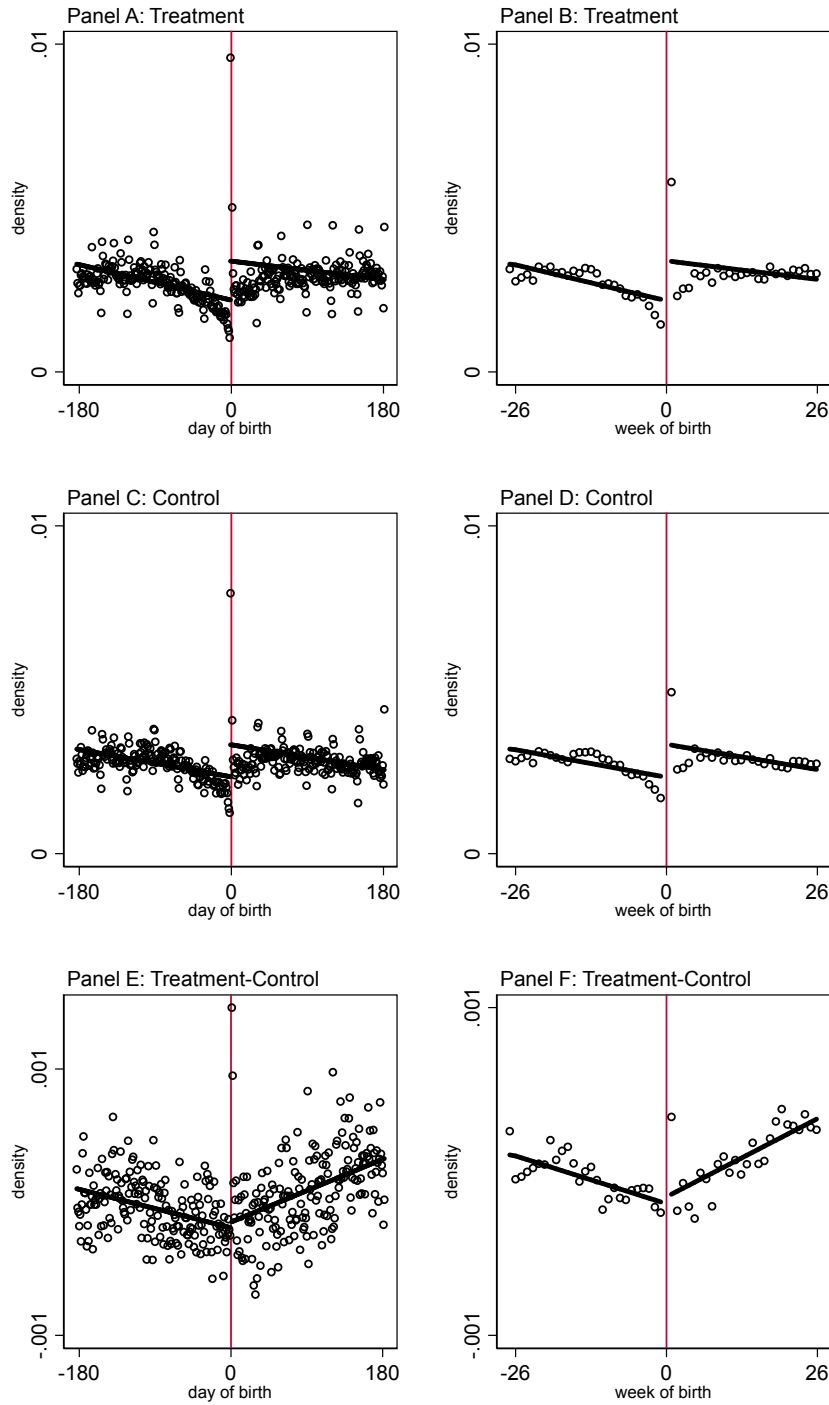 Panel A: Treatment
.01
density
0
-180 0 180
day of birth
Panel B: Treatment
.01
density
0
-26 0 26
week of birth
Panel C: Control
.01
density
0
-180 0 180
day of birth
Panel D: Control
.01
density
0
-26 0 26
week of birth
Panel E: Treatment-Control
.001
density
-.001
-180 0 180
day of birth
Panel F: Treatment-Control
.001
density
-.001
-26 0 26
week of birth